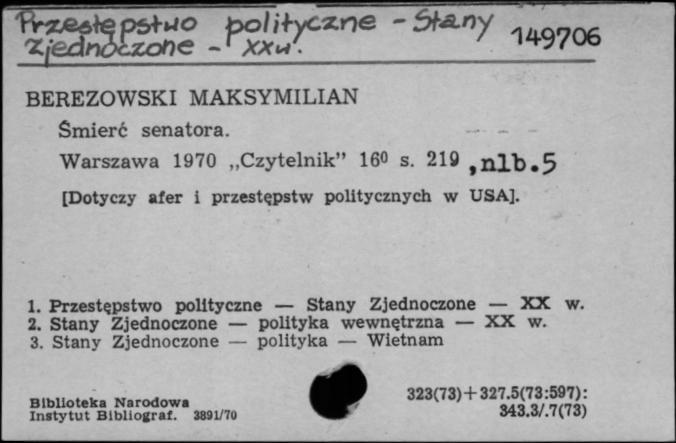 Przestępstwo polityczne - Stany
Zjednoczone - XXw.
149706
BEREZOWSKI MAKSYMILIAN
Śmierć senatora.
Warszawa 1970 „Czytelnik” 16⁰ s. 219 ,nlb.5
[Dotyczy afer i przestępstw politycznych w USA].
1. Przestępstwo polityczne — Stany Zjednoczone — XX w.
2. Stany Zjednoczone — polityka wewnętrzna — XX w.
3. Stany Zjednoczone — polityka — Wietnam
Biblioteka Narodowa
Instytut Bibliograf. 3891/70
323(73)+327.5(73:597):
343.3/.7(73)